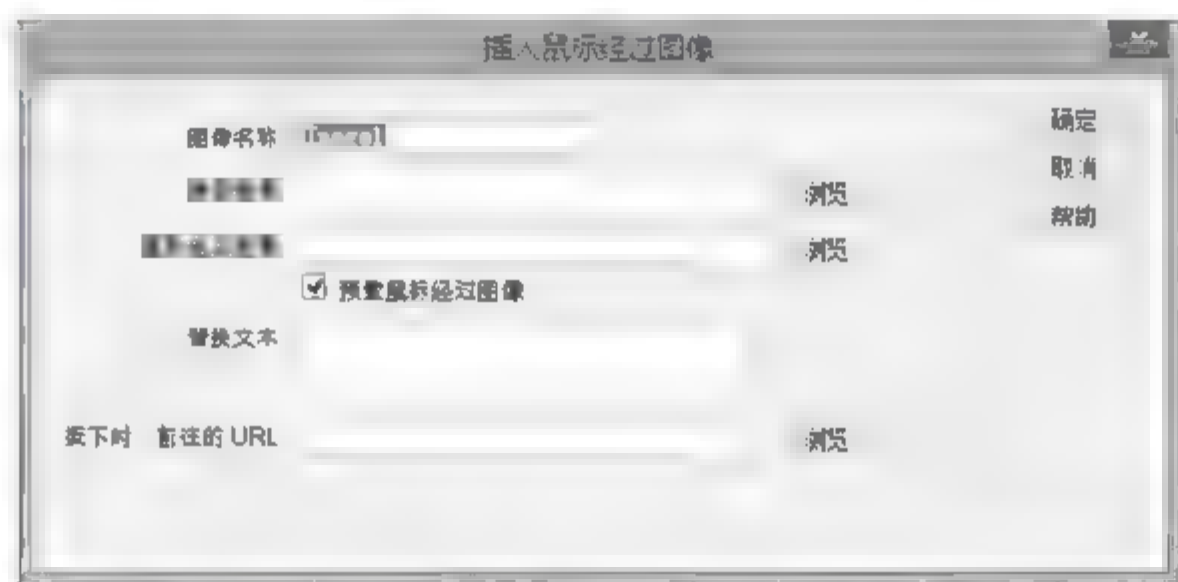 插入鼠标经过图像
图像名称
确定
取消
浏览
帮助
浏览
预载鼠标经过图像
替换文本
按下时 前往的 URL
浏览